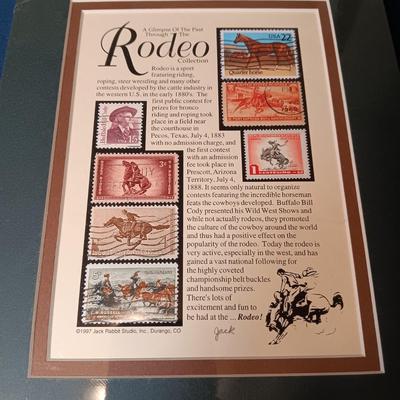 A Glimpse Of The Past
Through The
Rodeo
Collection
Rodeo is a sport
featuring riding,
roping, steer wrestling and many other
contests developed by the cattle industry in
the western U.S. in the early 1880's. The
first public contest for
prizes for bronco
riding and roping took
place in a field near
the courthouse in
Pecos, Texas, July 4, 1883
with no admission charge, and
the first contest
with an admission
fee took place in
Prescott, Arizona
Territory, July 4,
1888. It seems only natural to organize
contests featuring the incredible horseman
feats the cowboys developed. Buffalo Bill
Cody presented his Wild West Shows and
while not actually rodeos, they promoted
the culture of the cowboy around the world
and thus had a positive effect on the
popularity of the rodeo. Today the rodeo is
very active, especially in the west, and has
gained a vast national following for
the highly coveted
championship belt buckles
and handsome prizes.
There's lots of
excitement and fun to
be had at the ... Rodeo!
Jack
©1997 Jack Rabbit Studio, Inc., Durango, CO
USA 22
Quarter horse
15
3¢
1